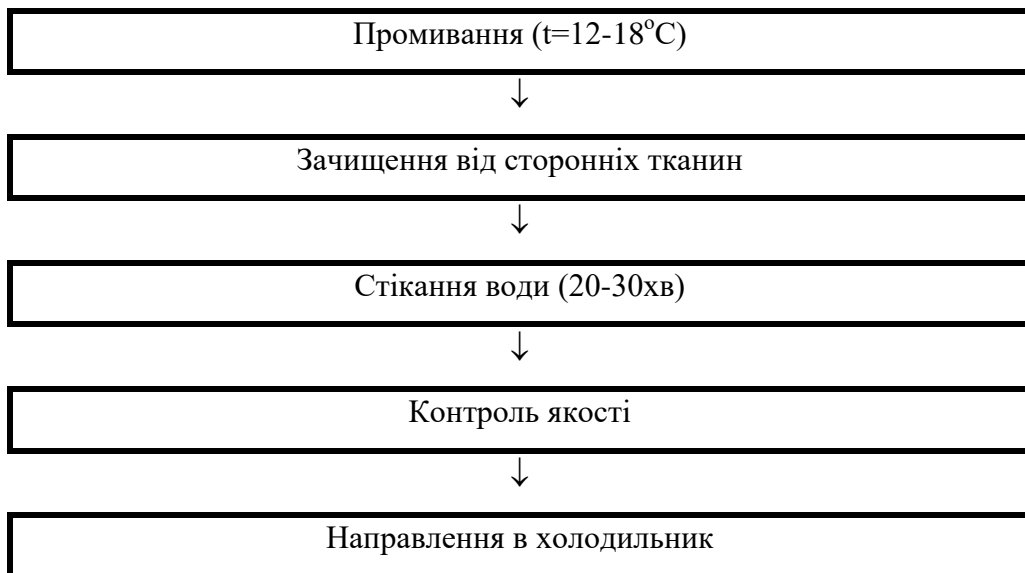 Промивання (t=12-18°C)
↓
Зачищення від сторонніх тканин
↓
Стікання води (20-30хв)
↓
Контроль якості
↓
Направлення в холодильник